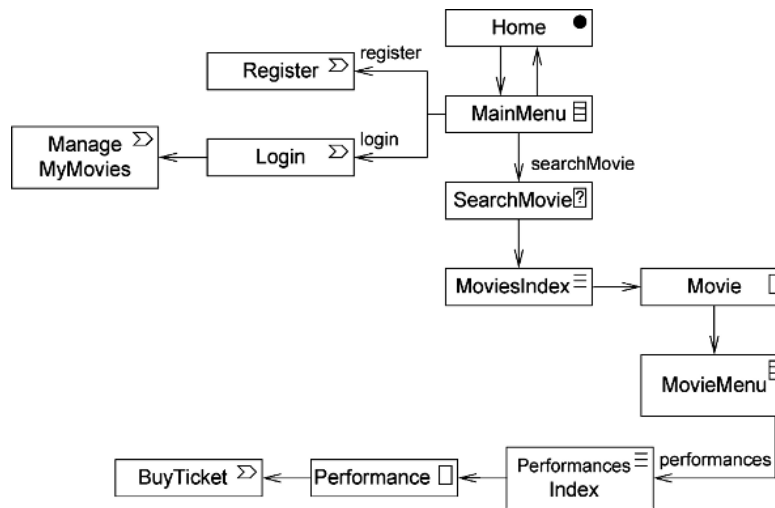 Home
register
Register
MainMenu
login
Manage
MyMovies
Login
searchMovie
SearchMovie ?
MoviesIndex
Movie
MovieMenu
performances
BuyTicket
Performance
Performances
Index